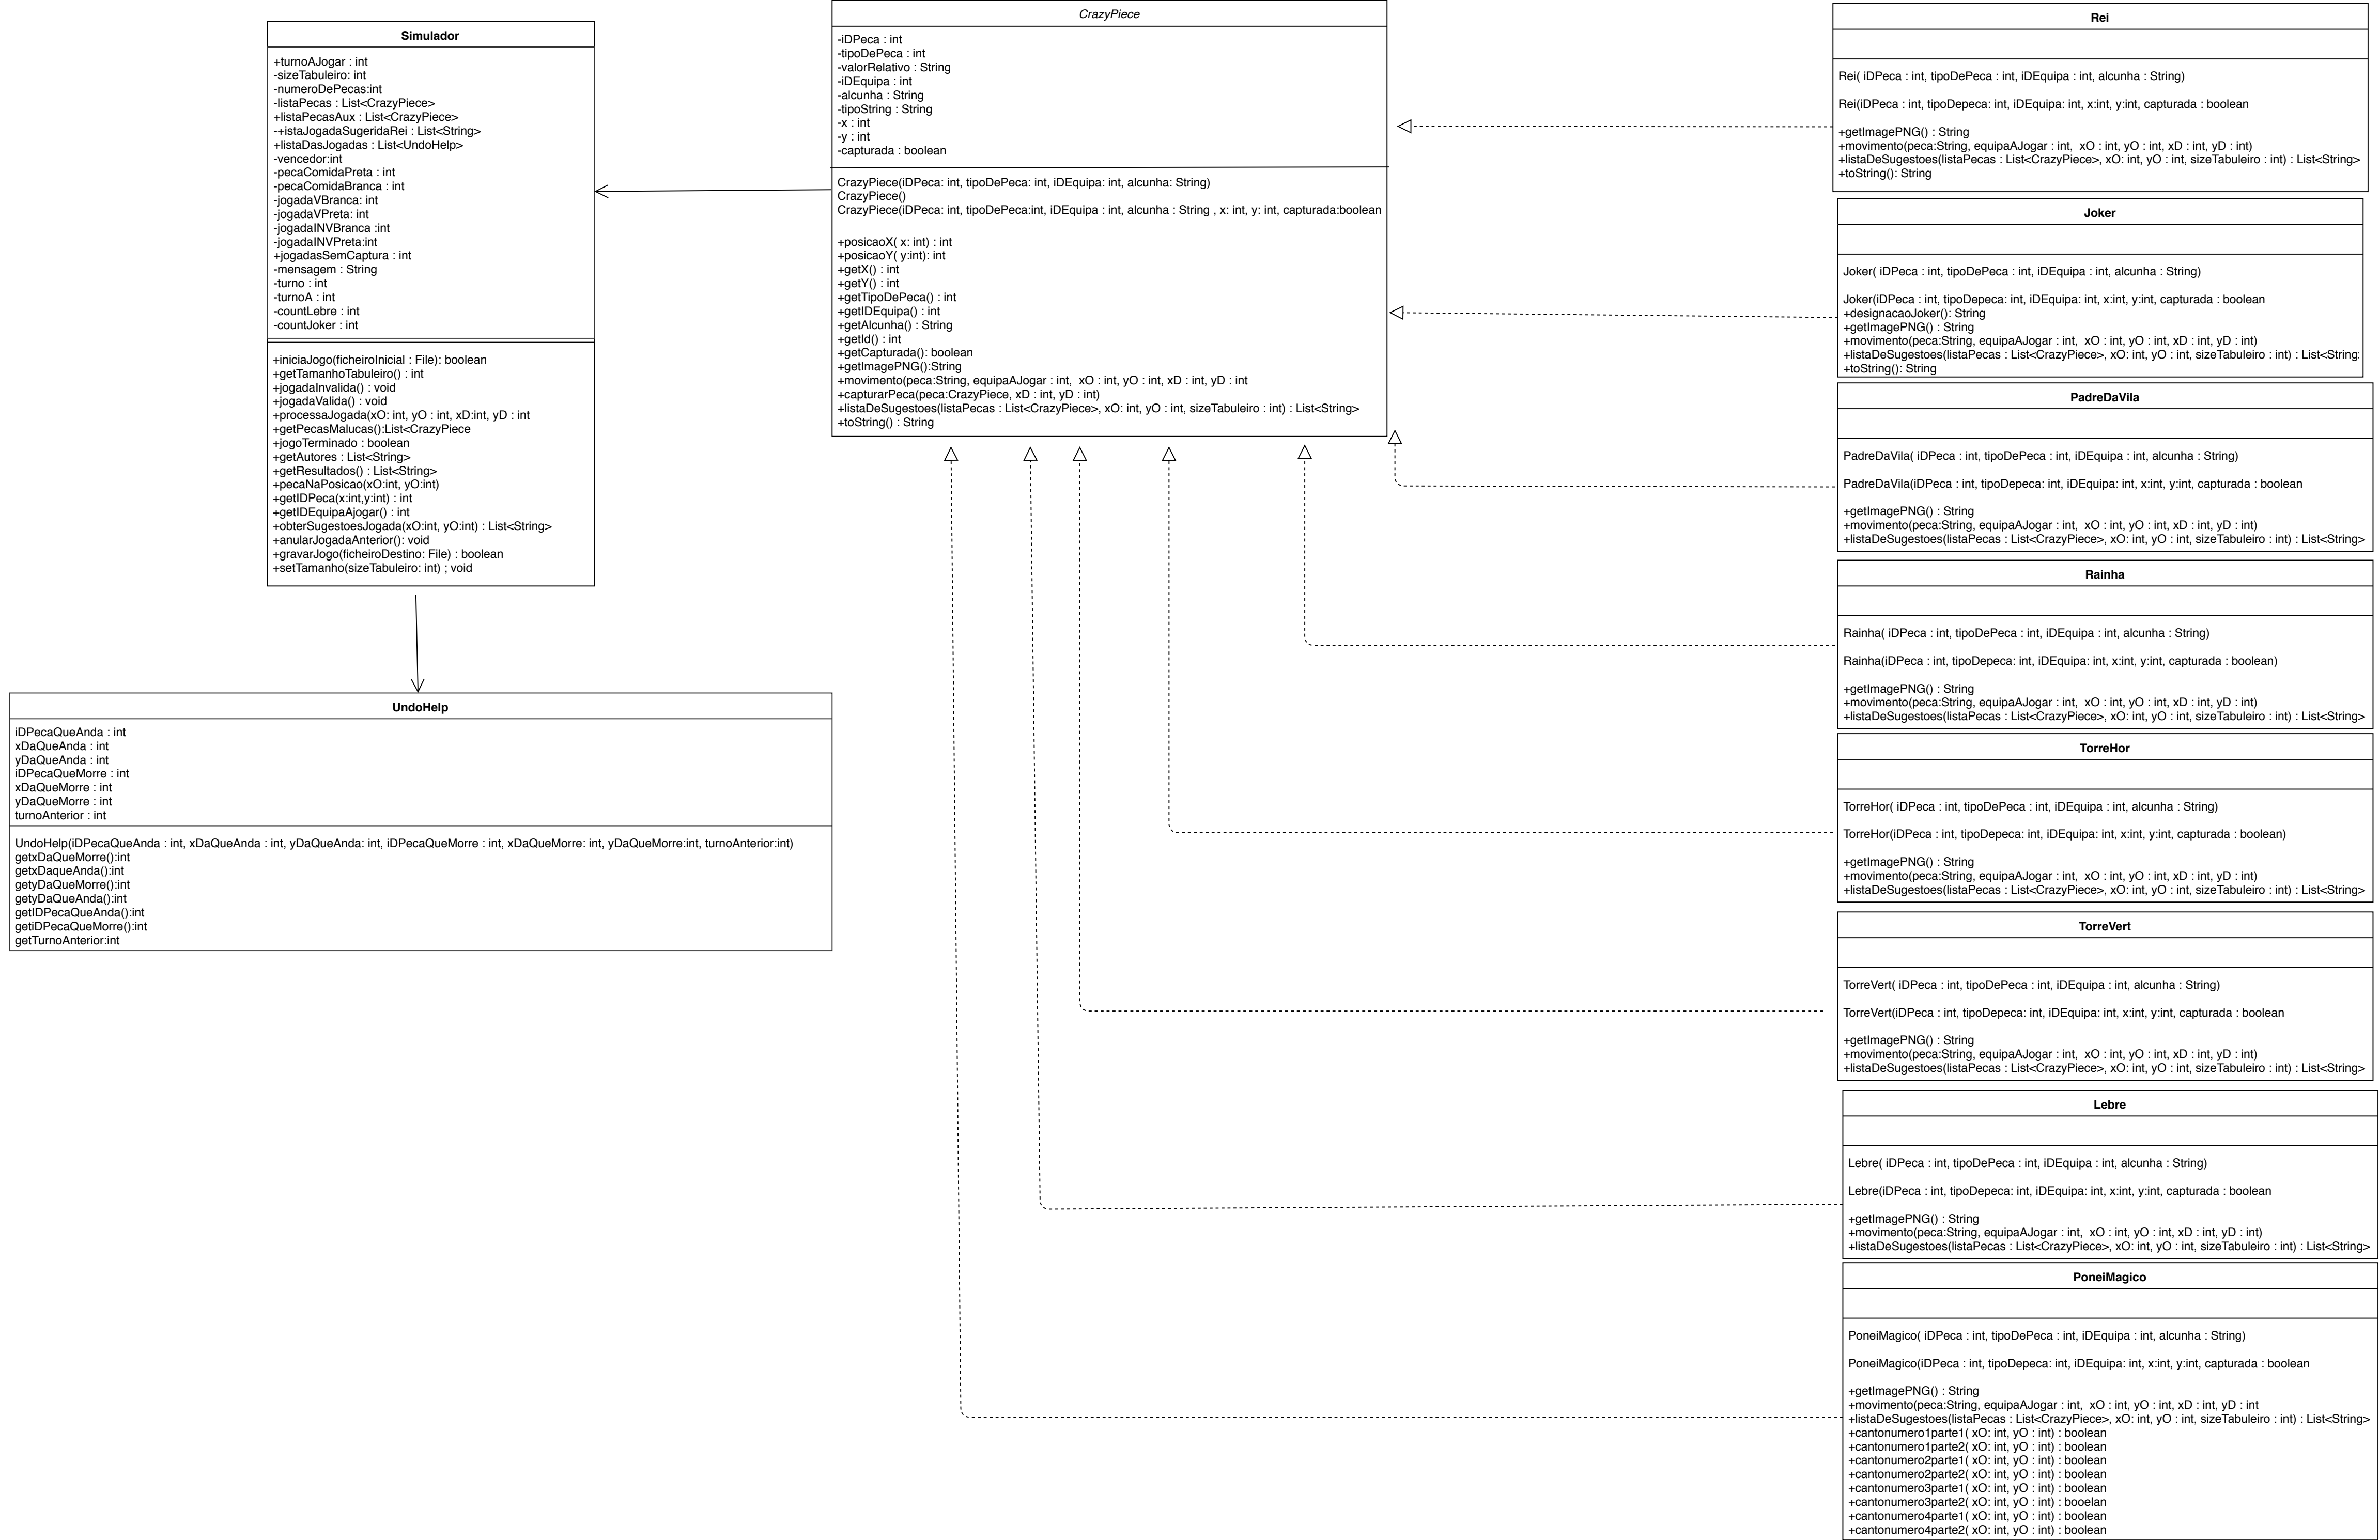 Simulador
+turnoAJogar : int
-sizeTabuleiro: int
-numeroDePecas:int
-listaPecas : List<CrazyPiece>
+listaPecasAux : List<CrazyPiece>
-+istaJogadaSugeridaRei : List<String>
+listaDasJogadas : List<UndoHelp>
-vencedor:int
-pecaComidaPreta : int
-pecaComidaBranca : int
-jogadaVBranca: int
-jogadaVPreta: int
-jogadaINVBranca :int
-jogadaINVPreta:int
+jogadasSemCaptura : int
-mensagem : String
-turno : int
-turnoA : int
-countLebre : int
-countJoker : int
+iniciaJogo(ficheiroInicial : File): boolean
+getTamanhoTabuleiro() : int
+jogadaInvalida() : void
+jogadaValida() : void
+processaJogada(xO: int, yO : int, xD:int, yD : int
+getPecasMalucas():List<CrazyPiece
+jogoTerminado : boolean
+getAutores : List<String>
+getResultados() : List<String>
+pecaNaPosicao(xO:int, yO:int)
+getIDPeca(x:int,y:int) : int
+getIDEquipaAjogar() : int
+obterSugestoesJogada(xO:int, yO:int) : List<String>
+anularJogadaAnterior(): void
+gravarJogo(ficheiroDestino: File) : boolean
+setTamanho(sizeTabuleiro: int) ; void
UndoHelp
iDPecaQueAnda : int
xDaQueAnda : int
yDaQueAnda : int
iDPecaQueMorre : int
xDaQueMorre : int
yDaQueMorre : int
turnoAnterior : int
UndoHelp(iDPecaQueAnda : int, xDaQueAnda : int, yDaQueAnda: int, iDPecaQueMorre : int, xDaQueMorre: int, yDaQueMorre:int, turnoAnterior:int)
getxDaQueMorre():int
getxDaqueAnda():int
getyDaQueMorre():int
getyDaQueAnda():int
getIDPecaQueAnda():int
getiDPecaQueMorre():int
getTurnoAnterior:int
CrazyPiece
-iDPeca : int
-tipoDePeca : int
-valorRelativo : String
-iDEquipa : int
-alcunha : String
-tipoString : String
-x : int
-y : int
-capturada : boolean
CrazyPiece(iDPeca: int, tipoDePeca: int, iDEquipa: int, alcunha: String)
CrazyPiece()
CrazyPiece(iDPeca: int, tipoDePeca:int, iDEquipa : int, alcunha : String , x: int, y: int, capturada:boolean
+posicaoX( x: int) : int
+posicaoY( y:int): int
+getX() : int
+getY() : int
+getTipoDePeca() : int
+getIDEquipa() : int
+getAlcunha() : String
+getId() : int
+getCapturada(): boolean
+getImagePNG():String
+movimento(peca:String, equipaAJogar : int, xO : int, yO : int, xD : int, yD : int
+capturarPeca(peca:CrazyPiece, xD : int, yD : int)
+listaDeSugestoes(listaPecas : List<CrazyPiece>, xO: int, yO : int, sizeTabuleiro : int) : List<String>
+toString() : String
Rei
Rei( iDPeca : int, tipoDePeca : int, iDEquipa : int, alcunha : String)
Rei(iDPeca : int, tipoDepeca: int, iDEquipa: int, x:int, y:int, capturada : boolean
+getImagePNG() : String
+movimento(peca:String, equipaAJogar : int, xO : int, yO : int, xD : int, yD : int)
+listaDeSugestoes(listaPecas : List<CrazyPiece>, xO: int, yO : int, sizeTabuleiro : int) : List<String>
+toString(): String
Joker
Joker( iDPeca : int, tipoDePeca : int, iDEquipa : int, alcunha : String)
Joker(iDPeca : int, tipoDepeca: int, iDEquipa: int, x:int, y:int, capturada : boolean
+designacaoJoker(): String
+getImagePNG() : String
+movimento(peca:String, equipaAJogar : int, xO : int, yO : int, xD : int, yD : int)
+listaDeSugestoes(listaPecas : List<CrazyPiece>, xO: int, yO : int, sizeTabuleiro : int) : List<String
+toString(): String
PadreDaVila
PadreDaVila( iDPeca : int, tipoDePeca : int, iDEquipa : int, alcunha : String)
PadreDaVila(iDPeca : int, tipoDepeca: int, iDEquipa: int, x:int, y:int, capturada : boolean
+getImagePNG() : String
+movimento(peca:String, equipaAJogar : int, xO : int, yO : int, xD : int, yD : int)
+listaDeSugestoes(listaPecas : List<CrazyPiece>, xO: int, yO : int, sizeTabuleiro : int) : List<String>
Rainha
Rainha( iDPeca : int, tipoDePeca : int, iDEquipa : int, alcunha : String)
Rainha(iDPeca : int, tipoDepeca: int, iDEquipa: int, x:int, y:int, capturada : boolean)
+getImagePNG() : String
+movimento(peca:String, equipaAJogar : int, xO : int, yO : int, xD : int, yD : int)
+listaDeSugestoes(listaPecas : List<CrazyPiece>, xO: int, yO : int, sizeTabuleiro : int) : List<String>
TorreHor
TorreHor( iDPeca : int, tipoDePeca : int, iDEquipa : int, alcunha : String)
TorreHor(iDPeca : int, tipoDepeca: int, iDEquipa: int, x:int, y:int, capturada : boolean)
+getImagePNG() : String
+movimento(peca:String, equipaAJogar : int, xO : int, yO : int, xD : int, yD : int)
+listaDeSugestoes(listaPecas : List<CrazyPiece>, xO: int, yO : int, sizeTabuleiro : int) : List<String>
TorreVert
TorreVert( iDPeca : int, tipoDePeca : int, iDEquipa : int, alcunha : String)
TorreVert(iDPeca : int, tipoDepeca: int, iDEquipa: int, x:int, y:int, capturada : boolean
+getImagePNG() : String
+movimento(peca:String, equipaAJogar : int, xO : int, yO : int, xD : int, yD : int)
+listaDeSugestoes(listaPecas : List<CrazyPiece>, xO: int, yO : int, sizeTabuleiro : int) : List<String>
Lebre
Lebre( iDPeca : int, tipoDePeca : int, iDEquipa : int, alcunha : String)
Lebre(iDPeca : int, tipoDepeca: int, iDEquipa: int, x:int, y:int, capturada : boolean
+getImagePNG() : String
+movimento(peca:String, equipaAJogar : int, xO : int, yO : int, xD : int, yD : int)
+listaDeSugestoes(listaPecas : List<CrazyPiece>, xO: int, yO : int, sizeTabuleiro : int) : List<String>
PoneiMagico
PoneiMagico( iDPeca : int, tipoDePeca : int, iDEquipa : int, alcunha : String)
PoneiMagico(iDPeca : int, tipoDepeca: int, iDEquipa: int, x:int, y:int, capturada : boolean
+getImagePNG() : String
+movimento(peca:String, equipaAJogar : int, xO : int, yO : int, xD : int, yD : int
+listaDeSugestoes(listaPecas : List<CrazyPiece>, xO: int, yO : int, sizeTabuleiro : int) : List<String>
+cantonumero1parte1( xO: int, yO : int) : boolean
+cantonumero1parte2( xO: int, yO : int) : boolean
+cantonumero2parte1( xO: int, yO : int) : boolean
+cantonumero2parte2( xO: int, yO : int) : boolean
+cantonumero3parte1( xO: int, yO : int) : boolean
+cantonumero3parte2( xO: int, yO : int) : booelan
+cantonumero4parte1( xO: int, yO : int) : boolean
+cantonumero4parte2( xO: int, yO : int) : boolean